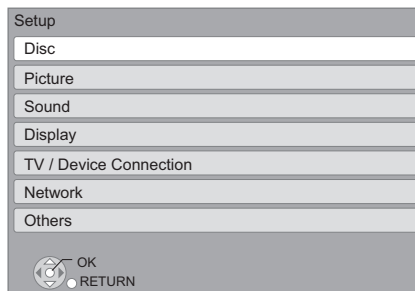 Setup
Disc
Picture
Sound
Display
TV / Device Connection
Network
Others
OK
RETURN